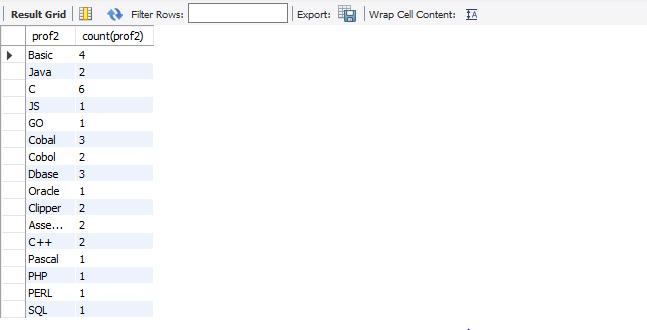 Result Grid Filter Rows: Export: Wrap Cell Content: IA
prof2 count(prof2)
Basic 4
Java 2
C 6
JS 1
GO 1
Cobal 3
Cobol 2
Dbase 3
Oracle 1
Clipper 2
Asse... 2
C++ 2
Pascal 1
PHP 1
PERL 1
SQL 1